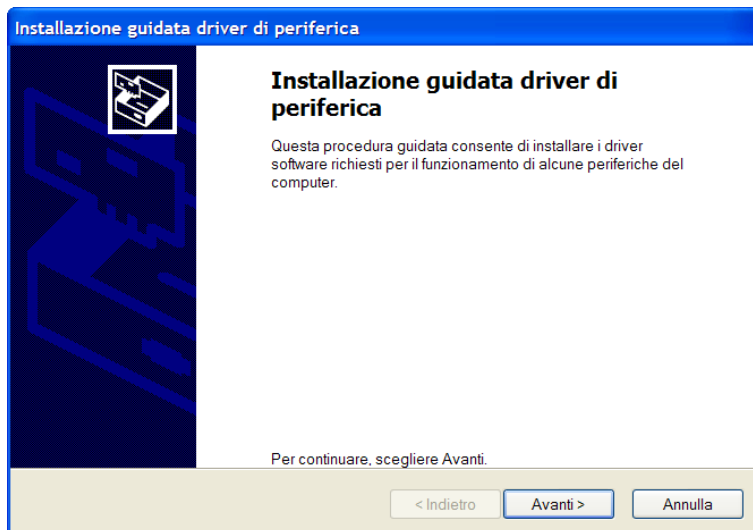 Installazione guidata driver di periferica
Installazione guidata driver di
periferica
Questa procedura guidata consente di installare i driver
software richiesti per il funzionamento di alcune periferiche del
computer.
Per continuare, scegliere Avanti.
< Indietro
Avanti >
Annulla